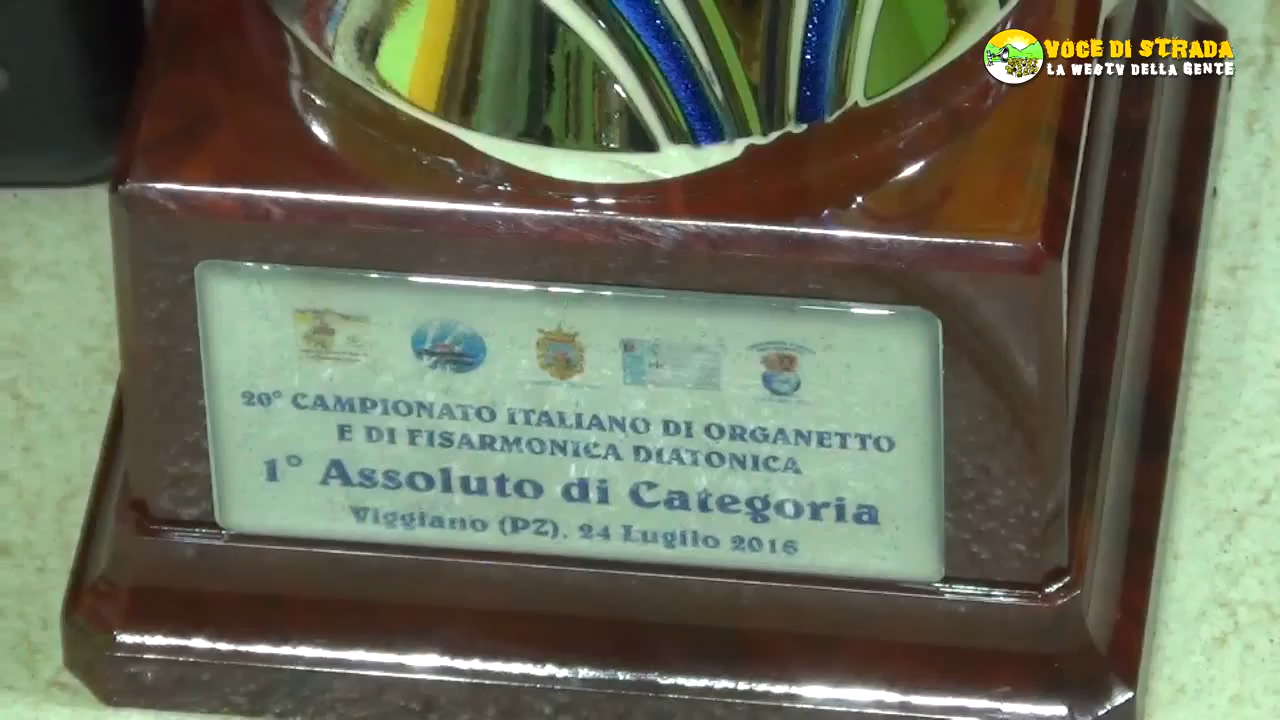 VOCE DI STRADA
LA WEBTV DELLA GENTE
20° CAMPIONATO ITALIANO DI ORGANETTO
E DI FISARMONICA DIATONICA
1° Assoluto di Categoria
Viggiano (PZ). 24 Luglio 2016